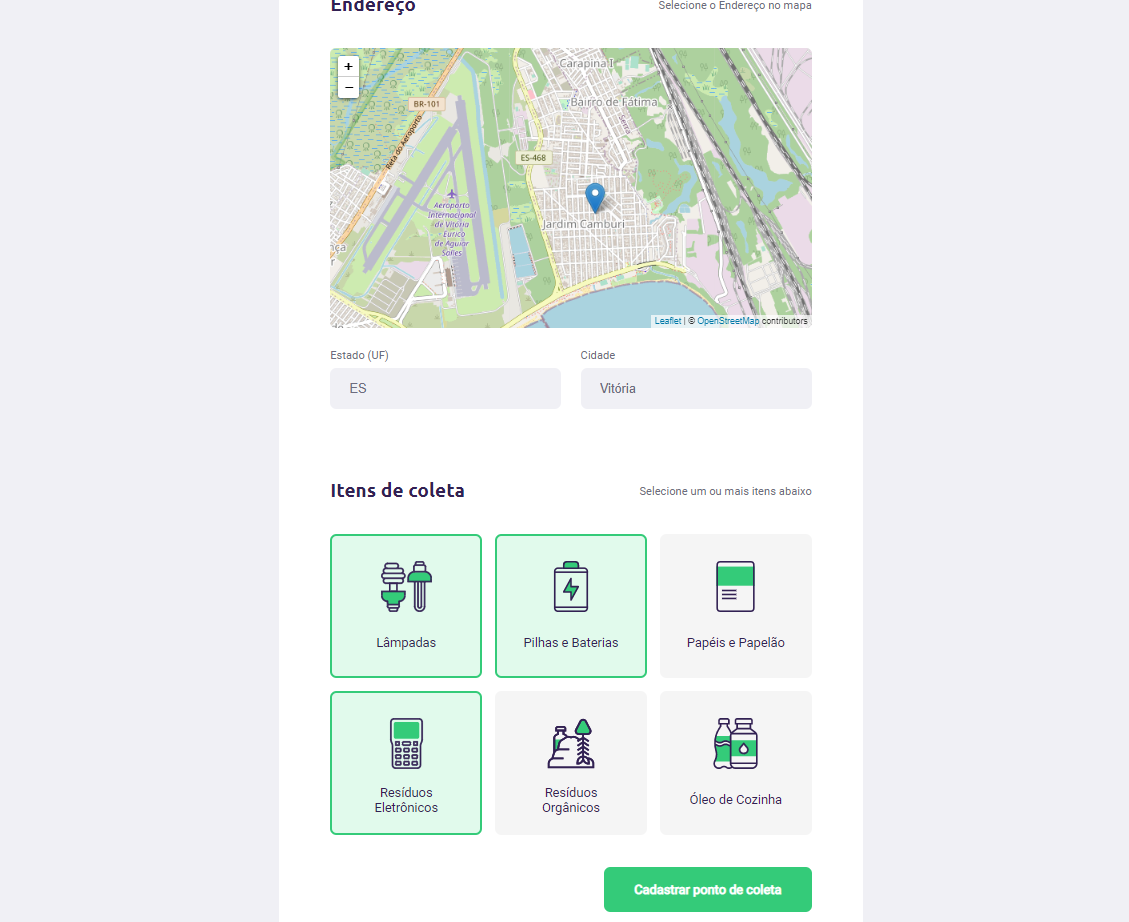 Endereço
Selecione o Endereço no mapa
+
−
Carapina I
BR-101
Bairro de Fátima
Serra
Reta do Aeroporto
ES-468
Aeroporto
Internacional
de Vitória
- Eurico
de Aguiar
Salles
Jardim Camburi
Leaflet | © OpenStreetMap contributors
Estado (UF)
Cidade
ES
Vitória
Itens de coleta
Selecione um ou mais itens abaixo
Lâmpadas
Pilhas e Baterias
Papéis e Papelão
Resíduos
Eletrônicos
Resíduos
Orgânicos
Óleo de Cozinha
Cadastrar ponto de coleta